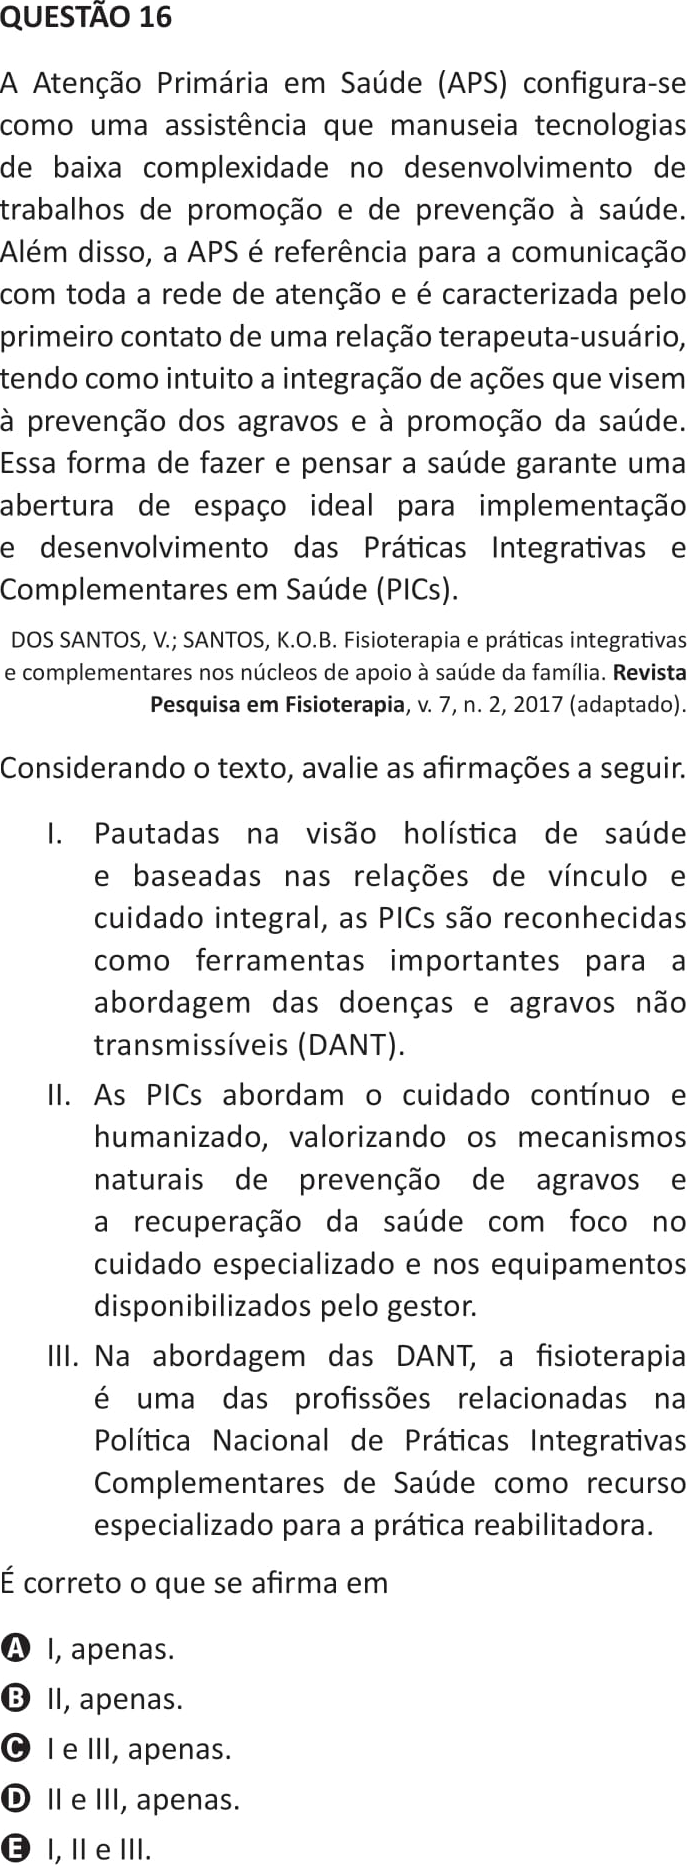 QUESTÃO 16
A Atenção Primária em Saúde (APS) configura-se
como uma assistência que manuseia tecnologias
de baixa complexidade no desenvolvimento de
trabalhos de promoção e de prevenção à saúde.
Além disso, a APS é referência para a comunicação
com toda a rede de atenção e é caracterizada pelo
primeiro contato de uma relação terapeuta-usuário,
tendo como intuito a integração de ações que visem
à prevenção dos agravos e à promoção da saúde.
Essa forma de fazer e pensar a saúde garante uma
abertura de espaço ideal para implementação
e desenvolvimento das Práticas Integrativas e
Complementares em Saúde (PICs).
DOS SANTOS, V.; SANTOS, K.O.B. Fisioterapia e práticas integrativas
e complementares nos núcleos de apoio à saúde da família. Revista
Pesquisa em Fisioterapia, v. 7, n. 2, 2017 (adaptado).
Considerando o texto, avalie as afirmações a seguir.
I. Pautadas na visão holística de saúde
e baseadas nas relações de vínculo e
cuidado integral, as PICs são reconhecidas
como ferramentas importantes para a
abordagem das doenças e agravos não
transmissíveis (DANT).
II. As PICs abordam o cuidado contínuo e
humanizado, valorizando os mecanismos
naturais de prevenção de agravos e
a recuperação da saúde com foco no
cuidado especializado e nos equipamentos
disponibilizados pelo gestor.
III. Na abordagem das DANT, a fisioterapia
é uma das profissões relacionadas na
Política Nacional de Práticas Integrativas
Complementares de Saúde como recurso
especializado para a prática reabilitadora.
É correto o que se afirma em
A I, apenas.
B II, apenas.
C I e III, apenas.
D II e III, apenas.
E I, II e III.